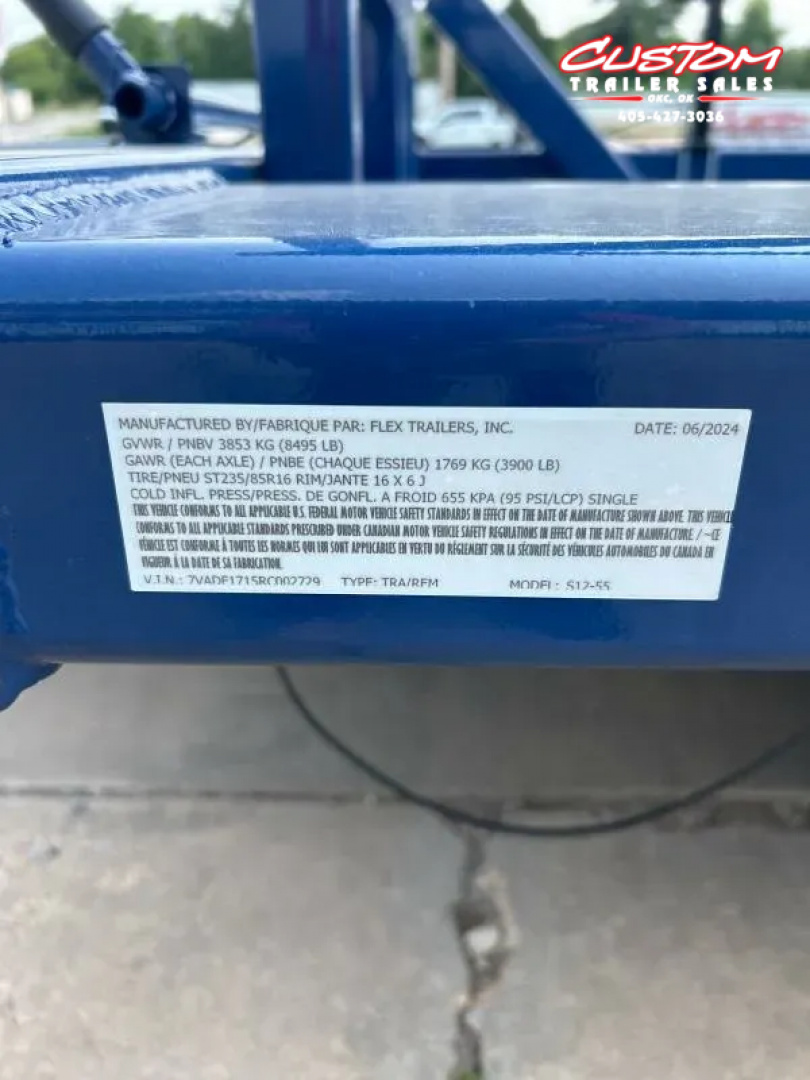 CUSTOM
TRAILER SALES
OKC, OK
405-427-3036
MANUFACTURED BY/FABRIQUE PAR: FLEX TRAILERS, INC. DATE: 06/2024
GVWR / PNBV 3853 KG (8495 LB)
GAWR (EACH AXLE) / PNBE (CHAQUE ESSIEU) 1769 KG (3900 LB)
TIRE/PNEU ST235/85R16 RIM/JANTE 16 X 6 J
COLD INFL. PRESS/PRESS. DE GONFL. A FROID 655 KPA (95 PSI/LCP) SINGLE
THIS VEHICLE CONFORMS TO ALL APPLICABLE U.S. FEDERAL MOTOR VEHICLE SAFETY STANDARDS IN EFFECT ON THE DATE OF MANUFACTURE SHOWN ABOVE. THIS VEHICLE
CONFORMS TO ALL APPLICABLE STANDARDS PRESCRIBED UNDER CANADIAN MOTOR VEHICLE SAFETY REGULATIONS IN EFFECT ON THE DATE OF MANUFACTURE / ~CE
VÉHICLE EST CONFORME À TOUTES LES NORMES QUI LUI SONT APPLICABLES EN VERTU DU RÉGLEMENT SUR LA SÉCURITÉ DES VÉHICULES AUTOMOBILES DU CANADA EN
VIGUEUR À LA DATE DE SA FABRICATION.
V.I.N.: 7VADF1715RC002729 TYPE: TRA/REM MODEL: S12-55